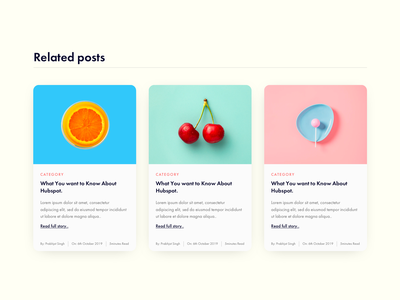 Related posts
CATEGORY
What You want to Know About
Hubspot.
Lorem ipsum dolor sit amet, consectetur
adipiscing elit, sed do eiusmod tempor incididunt
ut labore et dolore magna aliqua.
Read full story..
By Prabhjot Singh
On 4th October 2019
2minute Read
CATEGORY
What You want to Know About
Hubspot.
Lorem ipsum dolor sit amet, consectetur
adipiscing elit, sed do eiusmod tempor incididunt
ut labore et dolore magna aliqua.
Read full story..
By Prabhjot Singh
On 4th October 2019
2minute Read
CATEGORY
What You want to Know About
Hubspot.
Lorem ipsum dolor sit amet, consectetur
adipiscing elit, sed do eiusmod tempor incididunt
ut labore et dolore magna aliqua.
Read full story..
By Prabhjot Singh
On 4th October 2019